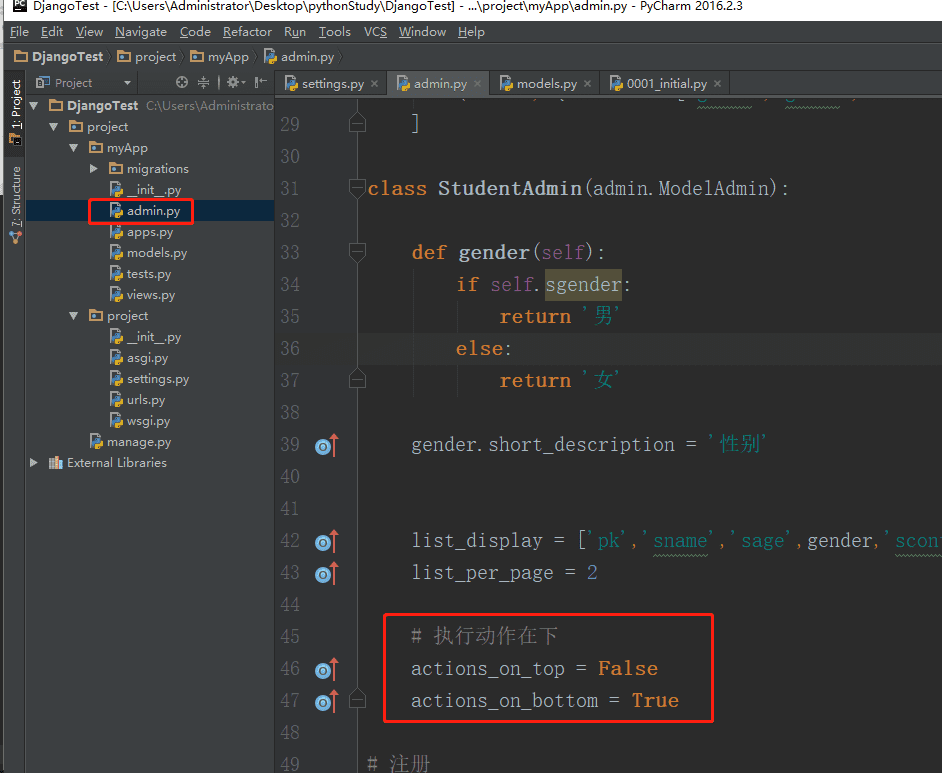 DjangoTest - [C:\Users\Administrator\Desktop\pythonStudy\DjangoTest] - ...\project\myApp\admin.py - PyCharm 2016.2.3
File Edit View Navigate Code Refactor Run Tools VCS Window Help
DjangoTest project myApp admin.py
Project
settings.py admin.py models.py 0001_initial.py
1: Project
7: Structure
DjangoTest C:\Users\Administrato
project
myApp
migrations
__init__.py
admin.py
apps.py
models.py
tests.py
views.py
project
__init__.py
asgi.py
settings.py
urls.py
wsgi.py
manage.py
External Libraries
29 ]
30
31 class StudentAdmin(admin.ModelAdmin):
32
33 def gender(self):
34 if self.sgender:
35 return '男'
36 else:
37 return '女'
38
39 gender.short_description = '性别'
40
41
42 list_display = ['pk','sname','sage',gender,'scont
43 list_per_page = 2
44
45 # 执行动作在下
46 actions_on_top = False
47 actions_on_bottom = True
48
49 # 注册